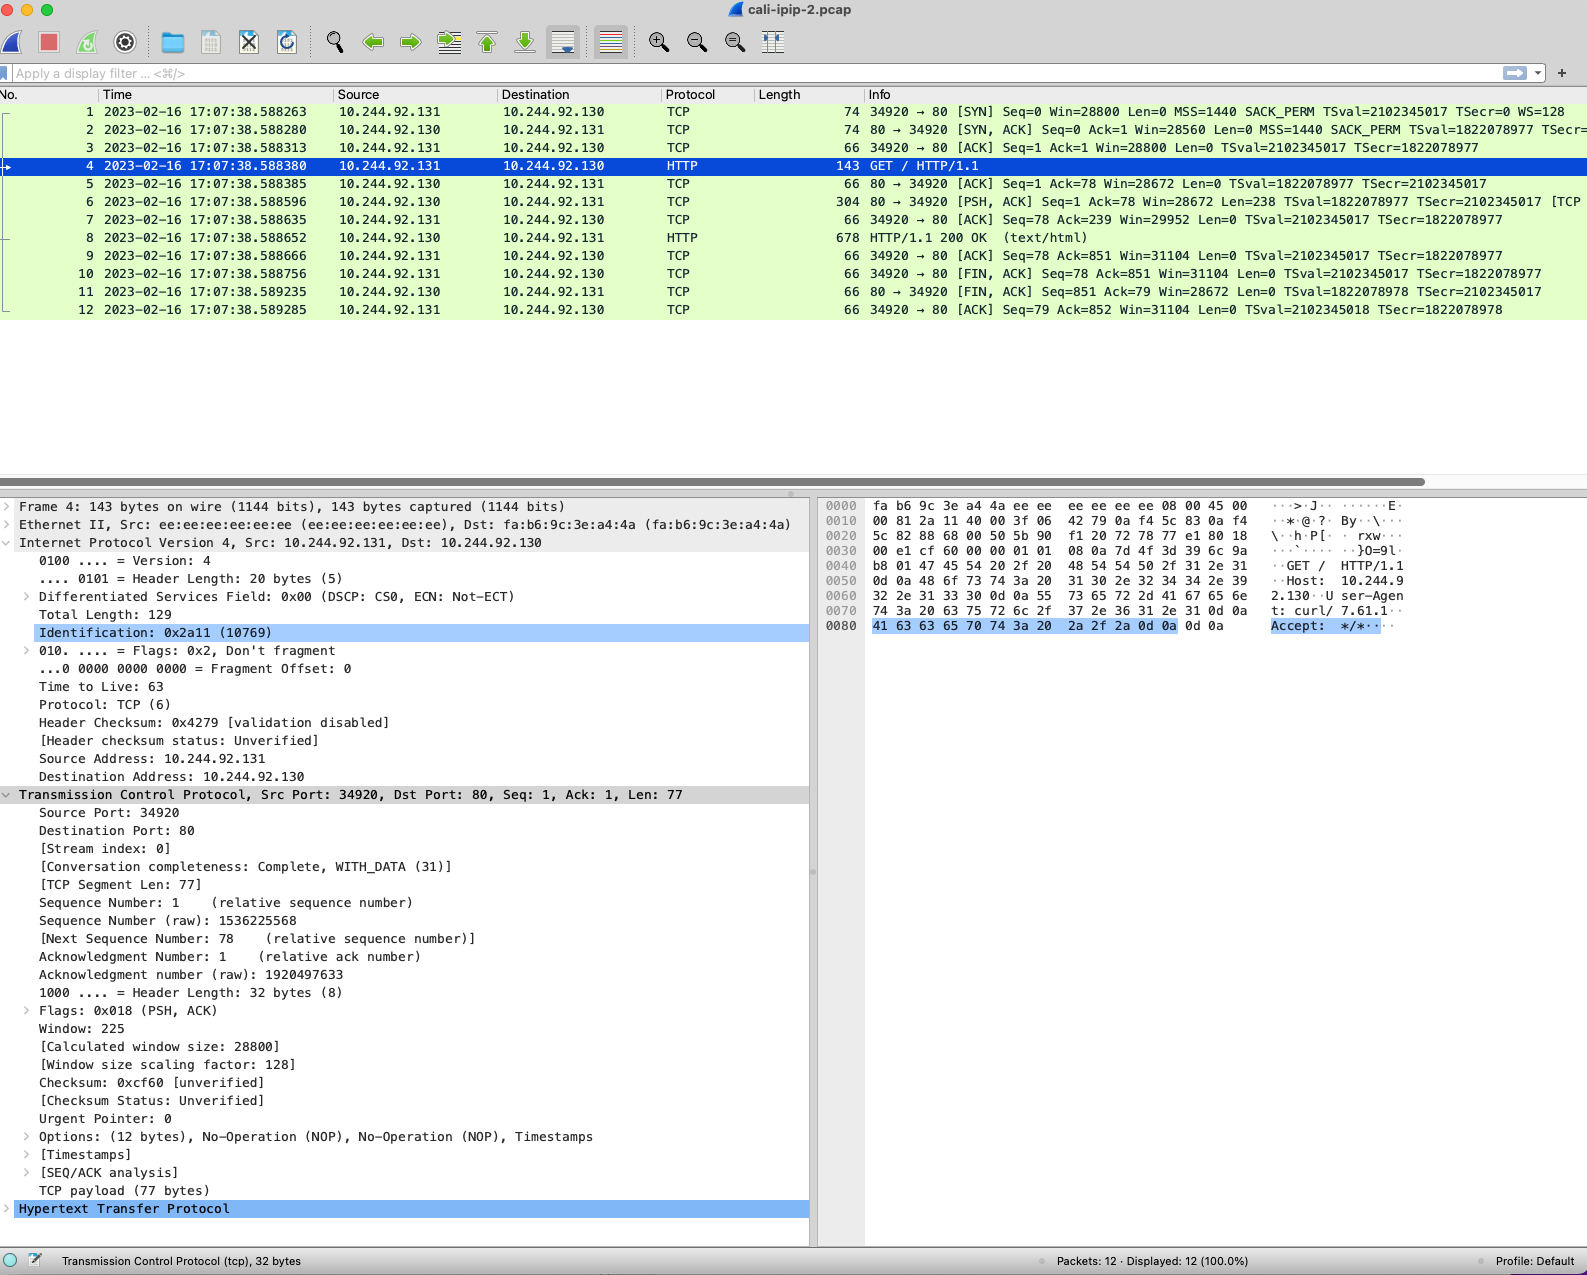 cali-ipip-2.pcap
Apply a display filter … <⌘/>
No. Time Source Destination Protocol Length Info
1 2023-02-16 17:07:38.588263 10.244.92.131 10.244.92.130 TCP 74 34920 → 80 [SYN] Seq=0 Win=28800 Len=0 MSS=1440 SACK_PERM TSval=2102345017 TSecr=0 WS=128
2 2023-02-16 17:07:38.588280 10.244.92.130 10.244.92.131 TCP 74 80 → 34920 [SYN, ACK] Seq=0 Ack=1 Win=28560 Len=0 MSS=1440 SACK_PERM TSval=1822078977 TSecr=
3 2023-02-16 17:07:38.588313 10.244.92.131 10.244.92.130 TCP 66 34920 → 80 [ACK] Seq=1 Ack=1 Win=28800 Len=0 TSval=2102345017 TSecr=1822078977
4 2023-02-16 17:07:38.588380 10.244.92.131 10.244.92.130 HTTP 143 GET / HTTP/1.1
5 2023-02-16 17:07:38.588385 10.244.92.130 10.244.92.131 TCP 66 80 → 34920 [ACK] Seq=1 Ack=78 Win=28672 Len=0 TSval=1822078977 TSecr=2102345017
6 2023-02-16 17:07:38.588596 10.244.92.130 10.244.92.131 TCP 304 80 → 34920 [PSH, ACK] Seq=1 Ack=78 Win=28672 Len=238 TSval=1822078977 TSecr=2102345017 [TCP
7 2023-02-16 17:07:38.588635 10.244.92.131 10.244.92.130 TCP 66 34920 → 80 [ACK] Seq=78 Ack=239 Win=29952 Len=0 TSval=2102345017 TSecr=1822078977
8 2023-02-16 17:07:38.588652 10.244.92.130 10.244.92.131 HTTP 678 HTTP/1.1 200 OK  (text/html)
9 2023-02-16 17:07:38.588666 10.244.92.131 10.244.92.130 TCP 66 34920 → 80 [ACK] Seq=78 Ack=851 Win=31104 Len=0 TSval=2102345017 TSecr=1822078977
10 2023-02-16 17:07:38.588756 10.244.92.131 10.244.92.130 TCP 66 34920 → 80 [FIN, ACK] Seq=78 Ack=851 Win=31104 Len=0 TSval=2102345017 TSecr=1822078977
11 2023-02-16 17:07:38.589235 10.244.92.130 10.244.92.131 TCP 66 80 → 34920 [FIN, ACK] Seq=851 Ack=79 Win=28672 Len=0 TSval=1822078978 TSecr=2102345017
12 2023-02-16 17:07:38.589285 10.244.92.131 10.244.92.130 TCP 66 34920 → 80 [ACK] Seq=79 Ack=852 Win=31104 Len=0 TSval=2102345018 TSecr=1822078978
Frame 4: 143 bytes on wire (1144 bits), 143 bytes captured (1144 bits)
Ethernet II, Src: ee:ee:ee:ee:ee:ee (ee:ee:ee:ee:ee:ee), Dst: fa:b6:9c:3e:a4:4a (fa:b6:9c:3e:a4:4a)
Internet Protocol Version 4, Src: 10.244.92.131, Dst: 10.244.92.130
0100 .... = Version: 4
.... 0101 = Header Length: 20 bytes (5)
Differentiated Services Field: 0x00 (DSCP: CS0, ECN: Not-ECT)
Total Length: 129
Identification: 0x2a11 (10769)
010. .... = Flags: 0x2, Don't fragment
...0 0000 0000 0000 = Fragment Offset: 0
Time to Live: 63
Protocol: TCP (6)
Header Checksum: 0x4279 [validation disabled]
[Header checksum status: Unverified]
Source Address: 10.244.92.131
Destination Address: 10.244.92.130
Transmission Control Protocol, Src Port: 34920, Dst Port: 80, Seq: 1, Ack: 1, Len: 77
Source Port: 34920
Destination Port: 80
[Stream index: 0]
[Conversation completeness: Complete, WITH_DATA (31)]
[TCP Segment Len: 77]
Sequence Number: 1    (relative sequence number)
Sequence Number (raw): 1536225568
[Next Sequence Number: 78    (relative sequence number)]
Acknowledgment Number: 1    (relative ack number)
Acknowledgment number (raw): 1920497633
1000 .... = Header Length: 32 bytes (8)
Flags: 0x018 (PSH, ACK)
Window: 225
[Calculated window size: 28800]
[Window size scaling factor: 128]
Checksum: 0xcf60 [unverified]
[Checksum Status: Unverified]
Urgent Pointer: 0
Options: (12 bytes), No-Operation (NOP), No-Operation (NOP), Timestamps
[Timestamps]
[SEQ/ACK analysis]
TCP payload (77 bytes)
Hypertext Transfer Protocol
0000 fa b6 9c 3e a4 4a ee ee  ee ee ee ee 08 00 45 00 ···>·J·· ······E·
0010 00 81 2a 11 40 00 3f 06  42 79 0a f4 5c 83 0a f4 ··*·@·?· By··\···
0020 5c 82 88 68 00 50 5b 90  f1 20 72 78 77 e1 80 18 \··h·P[· · rxw···
0030 00 e1 cf 60 00 00 01 01  08 0a 7d 4f 3d 39 6c 9a ···`···· ··}O=9l·
0040 b8 01 47 45 54 20 2f 20  48 54 54 50 2f 31 2e 31 ··GET /  HTTP/1.1
0050 0d 0a 48 6f 73 74 3a 20  31 30 2e 32 34 34 2e 39 ··Host:  10.244.9
0060 32 2e 31 33 30 0d 0a 55  73 65 72 2d 41 67 65 6e 2.130··U ser-Agen
0070 74 3a 20 63 75 72 6c 2f  37 2e 36 31 2e 31 0d 0a t: curl/ 7.61.1··
0080 41 63 63 65 70 74 3a 20  2a 2f 2a 0d 0a 0d 0a Accept:  */*····
Transmission Control Protocol (tcp), 32 bytes
Packets: 12 · Displayed: 12 (100.0%)
Profile: Default